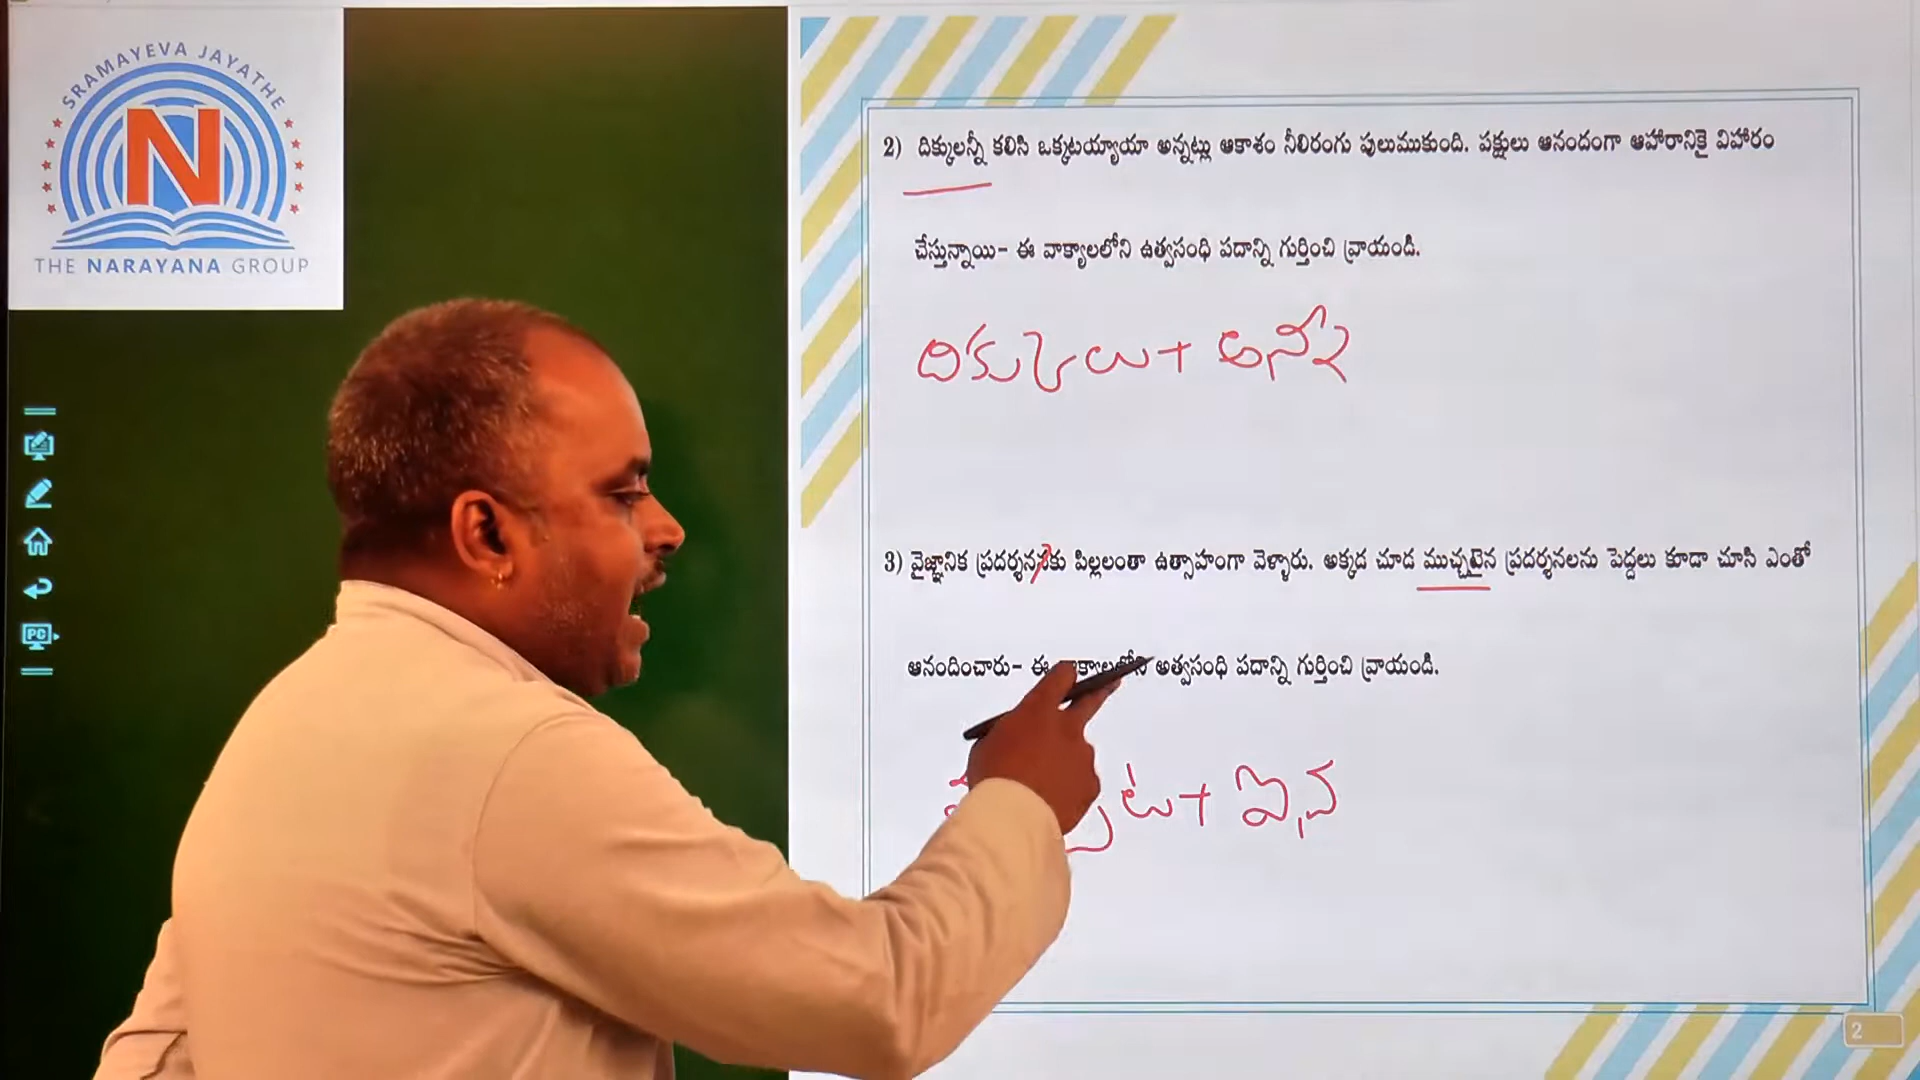 SRAMAYEVA JAYATHE
N
THE NARAYANA GROUP
2) దిక్కులన్నీ కలిసి ఒక్కటయ్యాయా అన్నట్లు ఆకాశం నీలిరంగు పులుముకుంది. పక్షులు ఆనందంగా ఆహారానికై విహారం
చేస్తున్నాయి- ఈ వాక్యాలలోని ఉత్వసంధి పదాన్ని గుర్తించి వ్రాయండి.
దిక్కులు + అన్నీ
3) వైజ్ఞానిక ప్రదర్శనకు పిల్లలంతా ఉత్సాహంగా వెళ్ళారు. అక్కడ చూడ ముచ్చటైన ప్రదర్శనలను పెద్దలు కూడా చూసి ఎంతో
ఆనందించారు- ఈ అత్వసంధి పదాన్ని గుర్తించి వ్రాయండి.
+ ఐన
PC
2